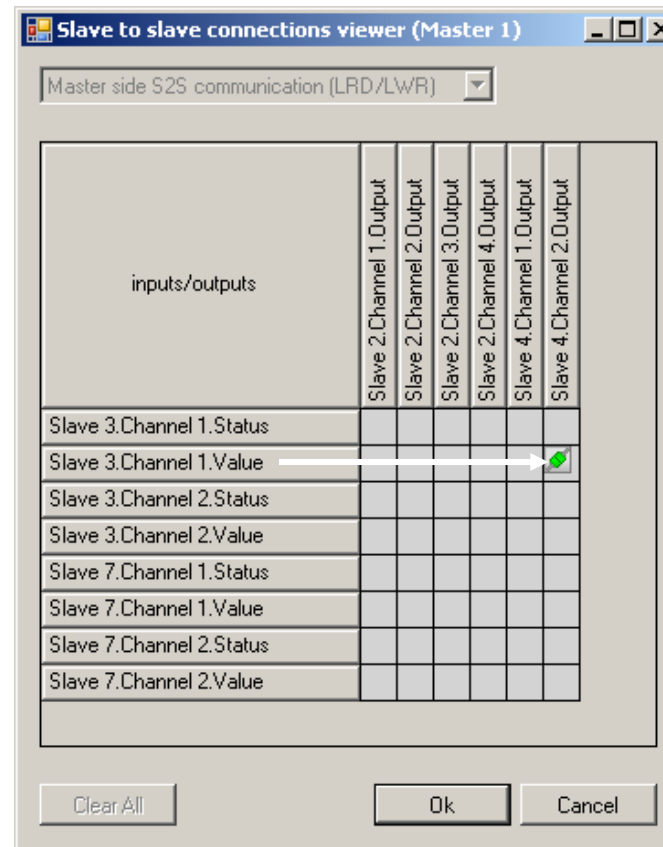 Slave to slave connections viewer (Master 1)
Master side S2S communication (LRD/LWR)
inputs/outputs
Slave 2.Channel 1.Output
Slave 2.Channel 2.Output
Slave 2.Channel 3.Output
Slave 2.Channel 4.Output
Slave 4.Channel 1.Output
Slave 4.Channel 2.Output
Slave 3.Channel 1.Status
Slave 3.Channel 1.Value
Slave 3.Channel 2.Status
Slave 3.Channel 2.Value
Slave 7.Channel 1.Status
Slave 7.Channel 1.Value
Slave 7.Channel 2.Status
Slave 7.Channel 2.Value
Clear All
Ok
Cancel